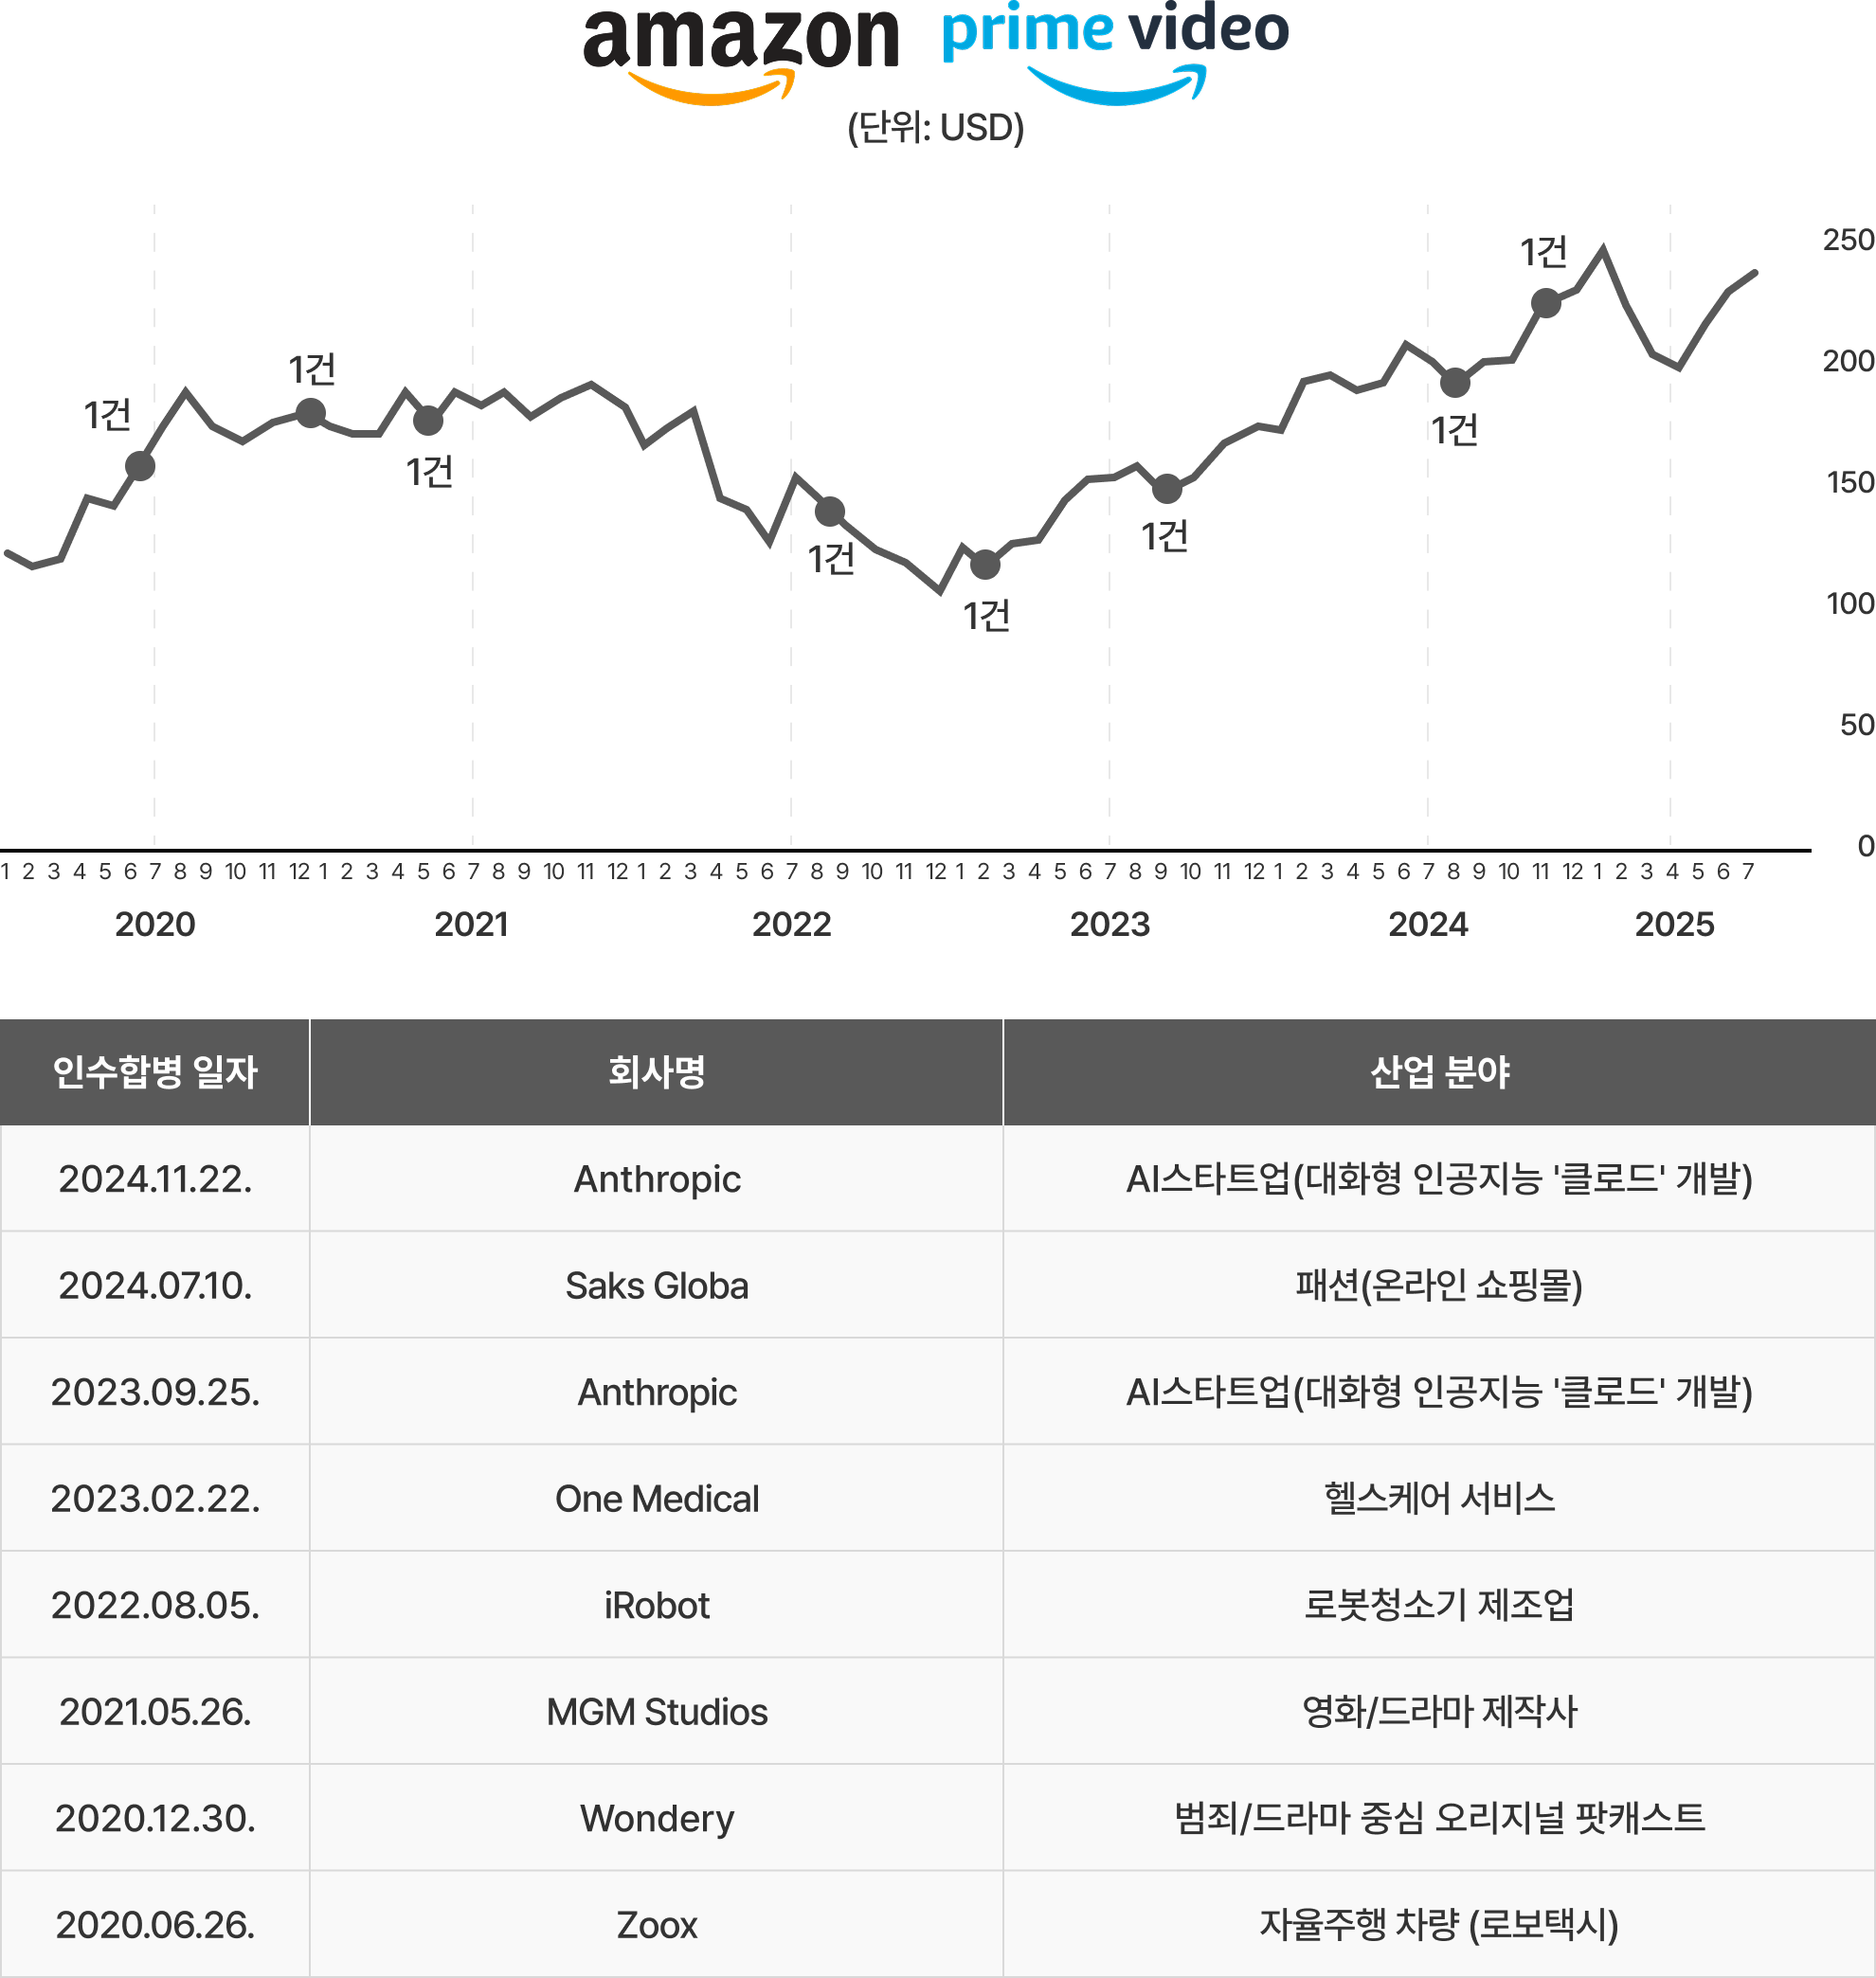 amazon prime video
(단위: USD)
250
200
150
100
50
0
1건
1건
1건
1건
1건
1건
1건
1건
1 2 3 4 5 6 7 8 9 10 11 12 1 2 3 4 5 6 7 8 9 10 11 12 1 2 3 4 5 6 7 8 9 10 11 12 1 2 3 4 5 6 7 8 9 10 11 12 1 2 3 4 5 6 7 8 9 10 11 12 1 2 3 4 5 6 7
2020 2021 2022 2023 2024 2025
인수합병 일자 회사명 산업 분야
2024.11.22. Anthropic AI스타트업(대화형 인공지능 '클로드' 개발)
2024.07.10. Saks Globa 패션(온라인 쇼핑몰)
2023.09.25. Anthropic AI스타트업(대화형 인공지능 '클로드' 개발)
2023.02.22. One Medical 헬스케어 서비스
2022.08.05. iRobot 로봇청소기 제조업
2021.05.26. MGM Studios 영화/드라마 제작사
2020.12.30. Wondery 범죄/드라마 중심 오리지널 팟캐스트
2020.06.26. Zoox 자율주행 차량 (로보택시)